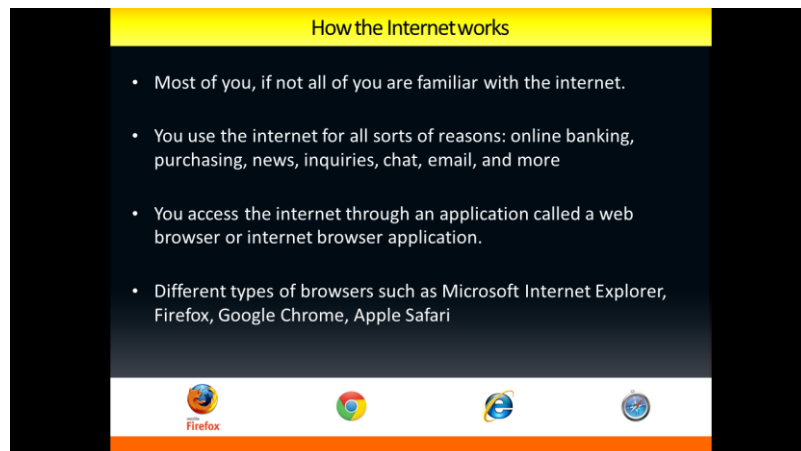 How the Internet works
• Most of you, if not all of you are familiar with the internet.
• You use the internet for all sorts of reasons: online banking,
purchasing, news, inquiries, chat, email, and more
• You access the internet through an application called a web
browser or internet browser application.
• Different types of browsers such as Microsoft Internet Explorer,
Firefox, Google Chrome, Apple Safari
mozilla
Firefox